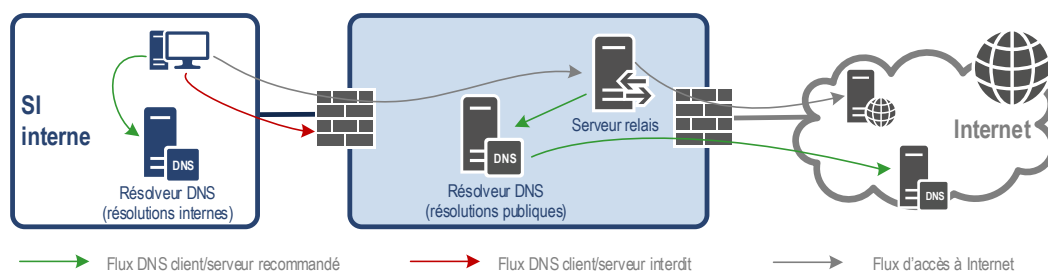 SI
interne
DNS
Résolveur DNS
(résolutions internes)
Serveur relais
DNS
Résolveur DNS
(résolutions publiques)
Internet
DNS
Flux DNS client/serveur recommandé
Flux DNS client/serveur interdit
Flux d'accès à Internet